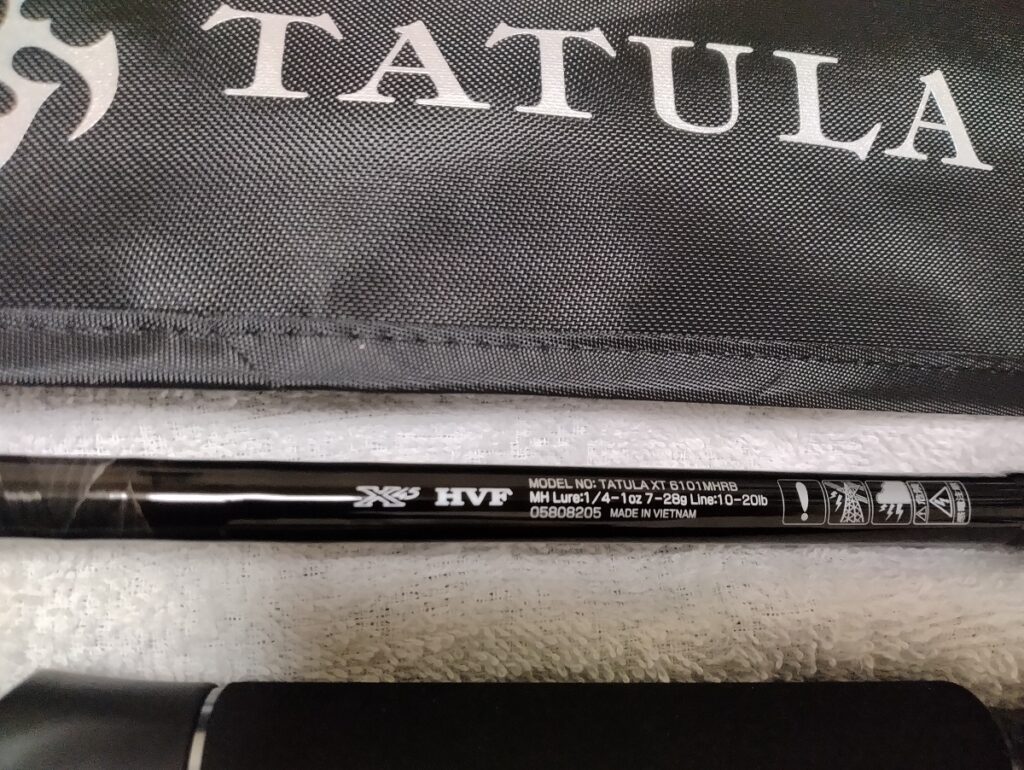 TATULA
X45 HVF
MODEL NO: TATULA XT 6101MHRB
MH Lure:1/4-1oz 7-28g Line:10-20lb
05808205 MADE IN VIETNAM